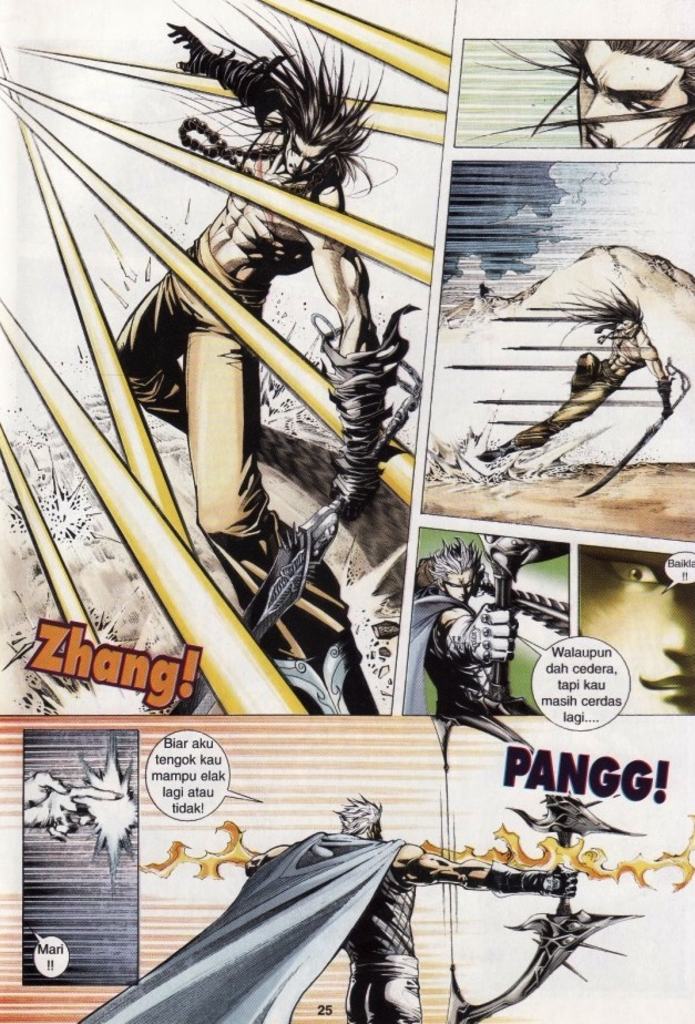 Zhang!
Walaupun
dah cedera,
tapi kau
masih cerdas
lagi....
!!
Biar aku
tengok kau
mampu elak
lagi atau
tidak!
PANGG!
Mari
!!
25